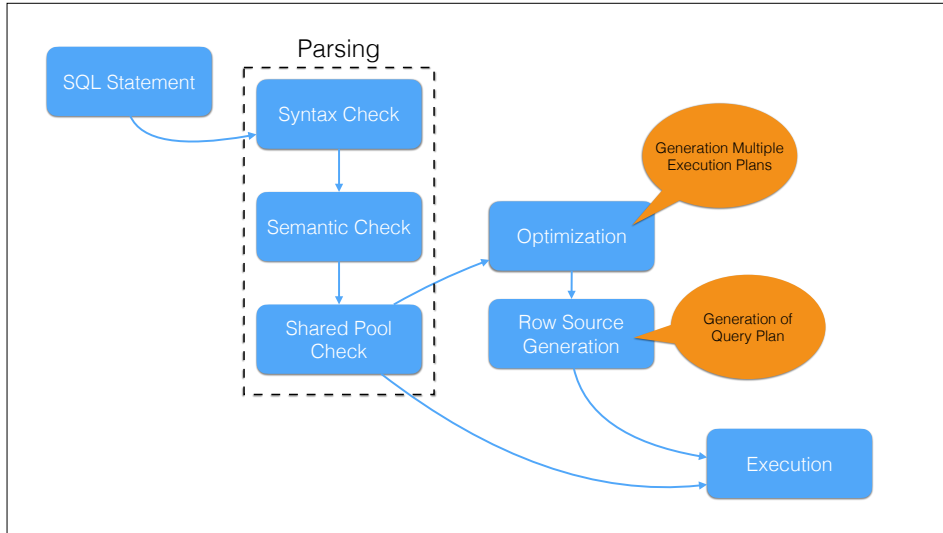 Parsing
SQL Statement
Syntax Check
Semantic Check
Shared Pool
Check
Generation Multiple
Execution Plans
Optimization
Row Source
Generation
Generation of
Query Plan
Execution